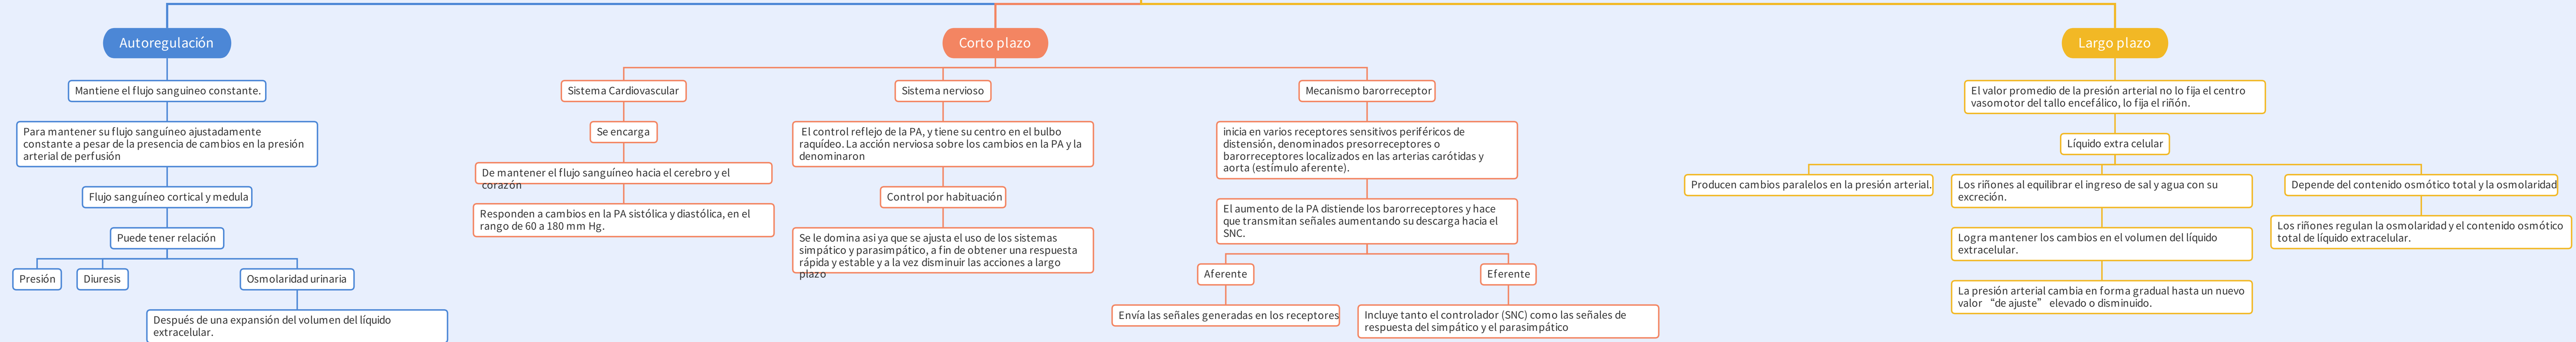 Autoregulación
Mantiene el flujo sanguineo constante.
Para mantener su flujo sanguíneo ajustadamente
constante a pesar de la presencia de cambios en la presión
arterial de perfusión
Flujo sanguíneo cortical y medula
Puede tener relación
Presión
Diuresis
Osmolaridad urinaria
Después de una expansión del volumen del líquido
extracelular.
Corto plazo
Sistema Cardiovascular
Se encarga
De mantener el flujo sanguíneo hacia el cerebro y el
corazón
Responden a cambios en la PA sistólica y diastólica, en el
rango de 60 a 180 mm Hg.
Sistema nervioso
El control reflejo de la PA, y tiene su centro en el bulbo
raquídeo. La acción nerviosa sobre los cambios en la PA y la
denominaron
Control por habituación
Se le domina asi ya que se ajusta el uso de los sistemas
simpático y parasimpático, a fin de obtener una respuesta
rápida y estable y a la vez disminuir las acciones a largo
plazo
Mecanismo barorreceptor
inicia en varios receptores sensitivos periféricos de
distensión, denominados presorreceptores o
barorreceptores localizados en las arterias carótidas y
aorta (estímulo aferente).
El aumento de la PA distiende los barorreceptores y hace
que transmitan señales aumentando su descarga hacia el
SNC.
Aferente
Envía las señales generadas en los receptores
Eferente
Incluye tanto el controlador (SNC) como las señales de
respuesta del simpático y el parasimpático
Largo plazo
El valor promedio de la presión arterial no lo fija el centro
vasomotor del tallo encefálico, lo fija el riñón.
Líquido extra celular
Producen cambios paralelos en la presión arterial.
Los riñones al equilibrar el ingreso de sal y agua con su
excreción.
Logra mantener los cambios en el volumen del líquido
extracelular.
La presión arterial cambia en forma gradual hasta un nuevo
valor “de ajuste” elevado o disminuido.
Depende del contenido osmótico total y la osmolaridad
Los riñones regulan la osmolaridad y el contenido osmótico
total de líquido extracelular.